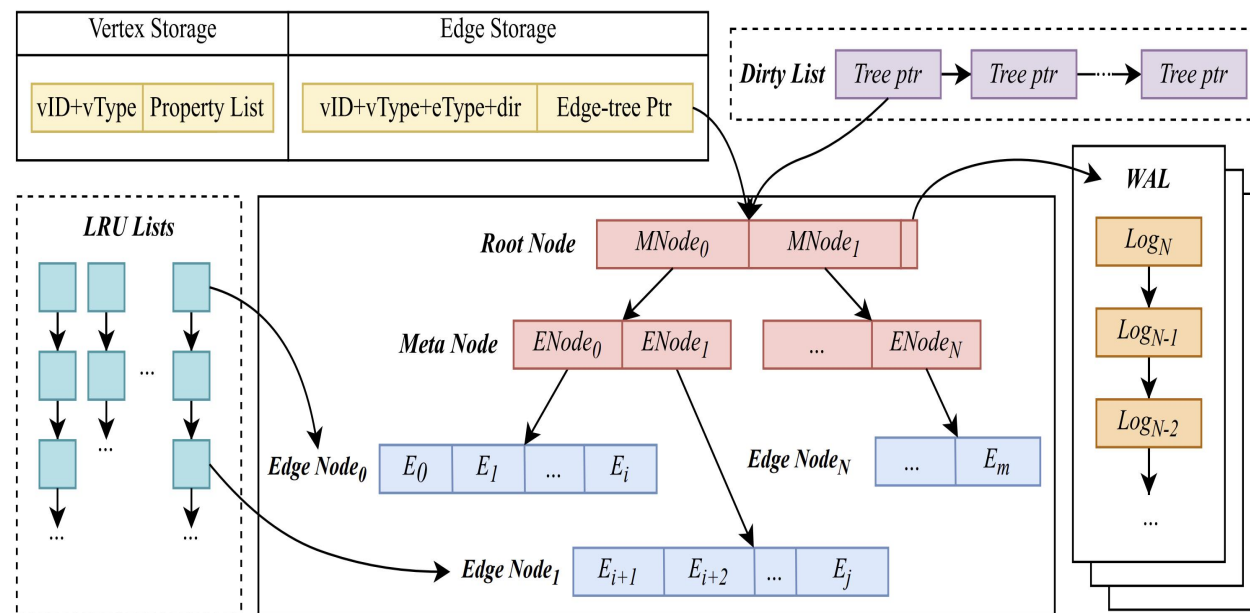 Vertex Storage
Edge Storage
vID+vType
Property List
vID+vType+eType+dir
Edge-tree Ptr
Dirty List
Tree ptr
Tree ptr
...
Tree ptr
LRU Lists
...
...
...
...
Root Node
MNode0
MNode1
Meta Node
ENode0
ENode1
...
ENodeN
Edge Node0
E0
E1
...
Ei
Edge NodeN
...
Em
Edge Node1
Ei+1
Ei+2
...
Ej
WAL
LogN
LogN-1
LogN-2
...